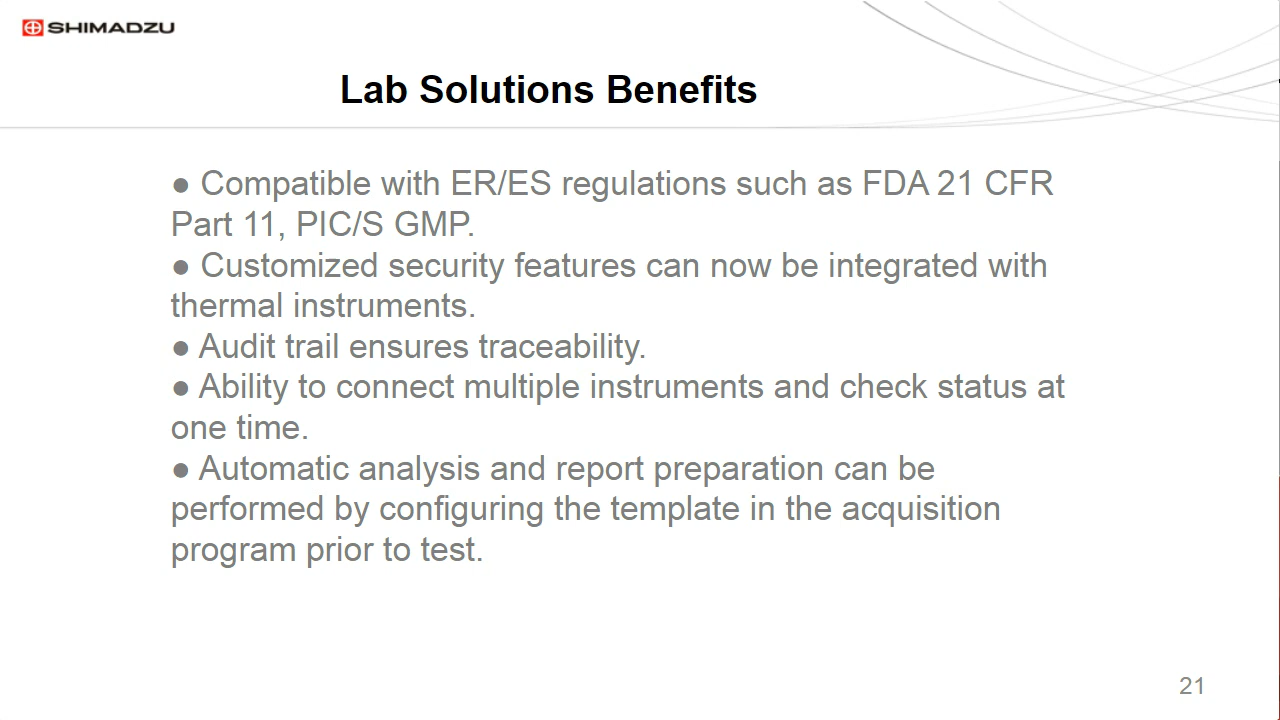 SHIMADZU
Lab Solutions Benefits
● Compatible with ER/ES regulations such as FDA 21 CFR
Part 11, PIC/S GMP.
● Customized security features can now be integrated with
thermal instruments.
● Audit trail ensures traceability.
● Ability to connect multiple instruments and check status at
one time.
● Automatic analysis and report preparation can be
performed by configuring the template in the acquisition
program prior to test.
21